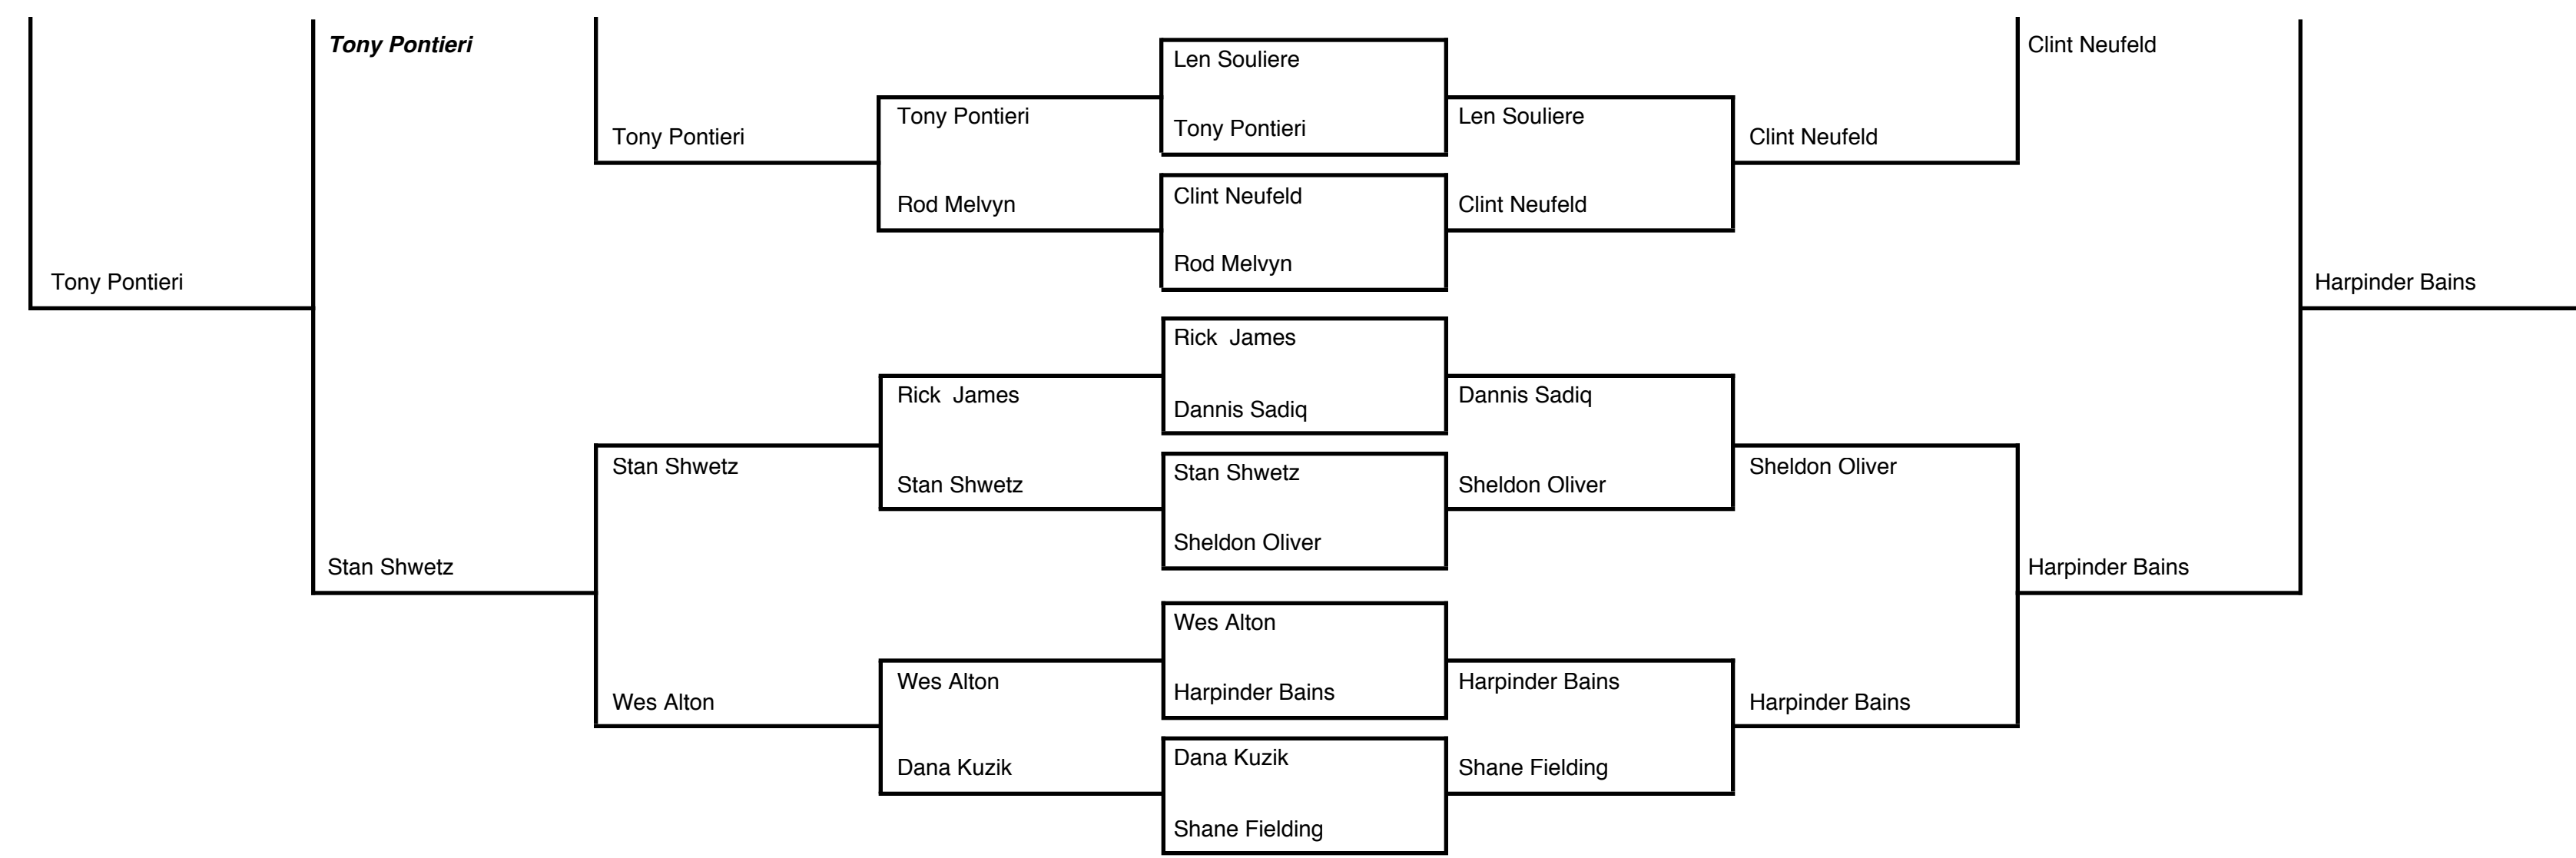 Tony Pontieri
Clint Neufeld
Len Souliere
Tony Pontieri
Len Souliere
Tony Pontieri
Tony Pontieri
Clint Neufeld
Clint Neufeld
Rod Melvyn
Clint Neufeld
Rod Melvyn
Tony Pontieri
Harpinder Bains
Rick  James
Rick  James
Dannis Sadiq
Dannis Sadiq
Stan Shwetz
Stan Shwetz
Sheldon Oliver
Stan Shwetz
Sheldon Oliver
Sheldon Oliver
Stan Shwetz
Harpinder Bains
Wes Alton
Wes Alton
Harpinder Bains
Harpinder Bains
Wes Alton
Harpinder Bains
Dana Kuzik
Dana Kuzik
Shane Fielding
Shane Fielding